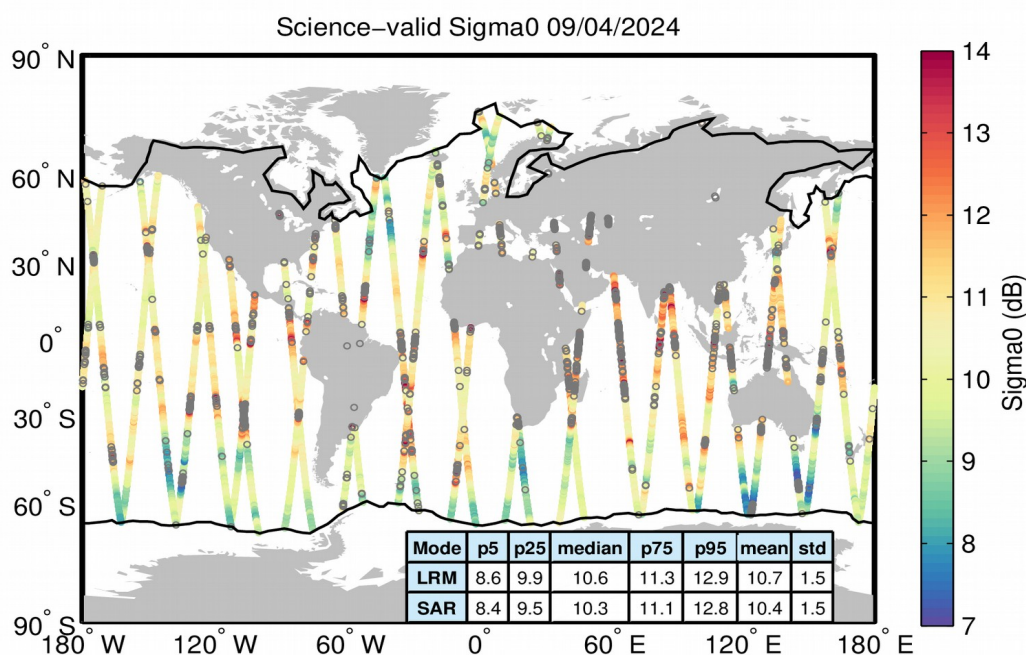 Science−valid Sigma0 09/04/2024
90° N
60° N
30° N
0°
30° S
60° S
90° S
180° W
120° W
60° W
0°
60° E
120° E
180° E
14
13
12
11
10
9
8
7
Sigma0 (dB)
Mode p5 p25 median p75 p95 mean std
LRM 8.6 9.9 10.6 11.3 12.9 10.7 1.5
SAR 8.4 9.5 10.3 11.1 12.8 10.4 1.5